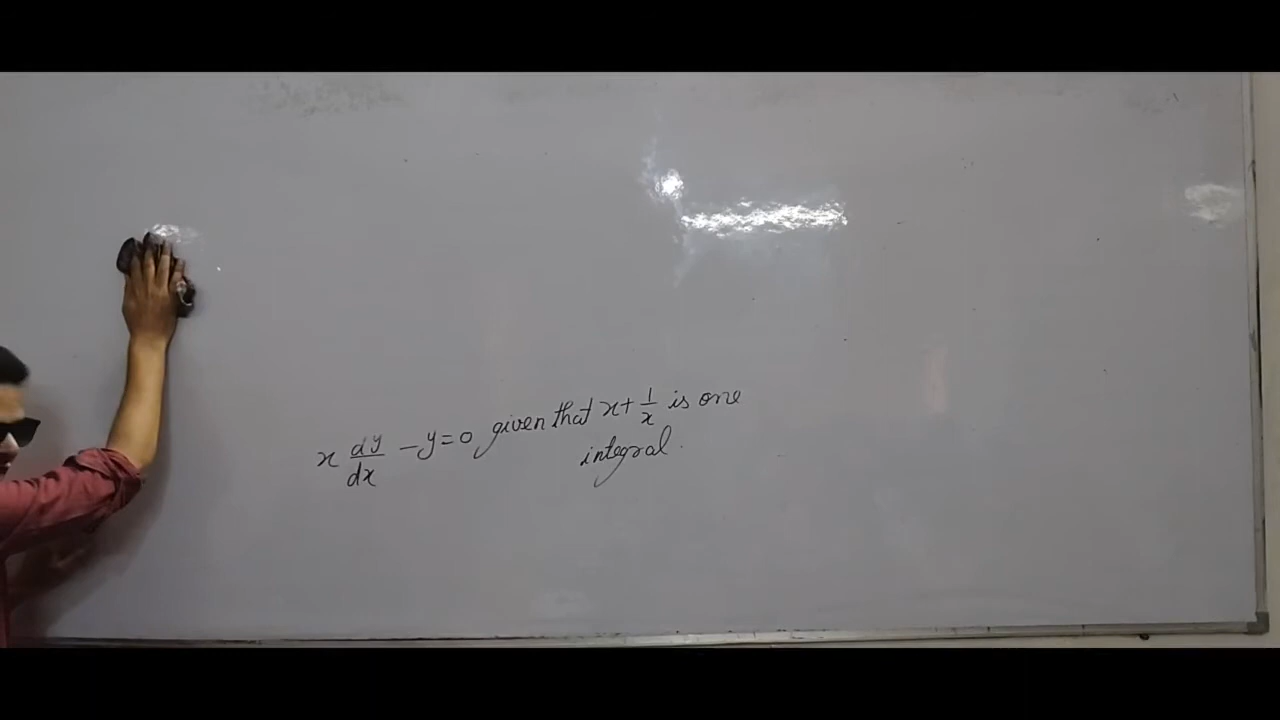 x dy/dx - y = 0 given that x + 1/x is one
integral.